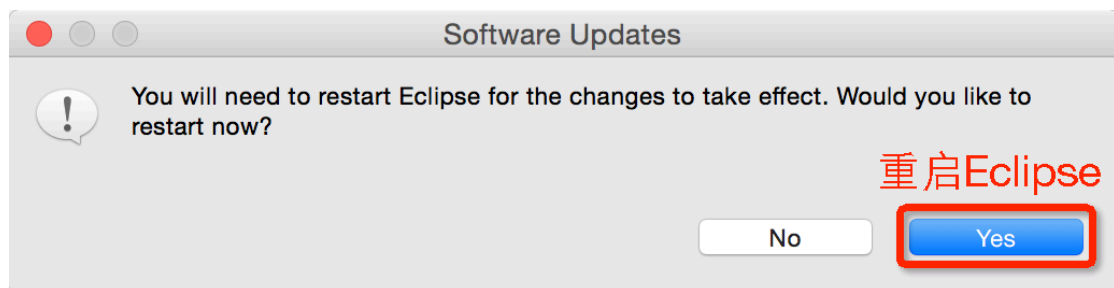 Software Updates
You will need to restart Eclipse for the changes to take effect. Would you like to
restart now?
重启Eclipse
No
Yes